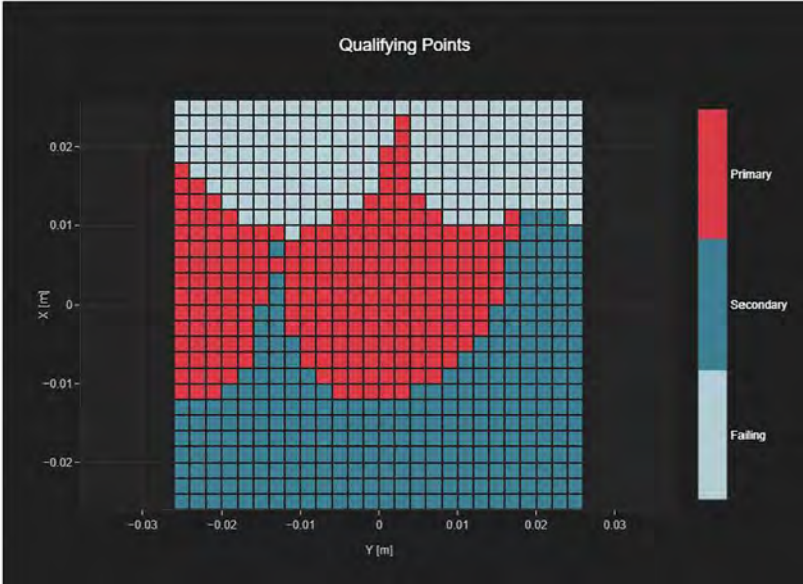 Qualifying Points
0.02
0.01
0
−0.01
−0.02
X [m]
−0.03
−0.02
−0.01
0
0.01
0.02
0.03
Y [m]
Primary
Secondary
Failing